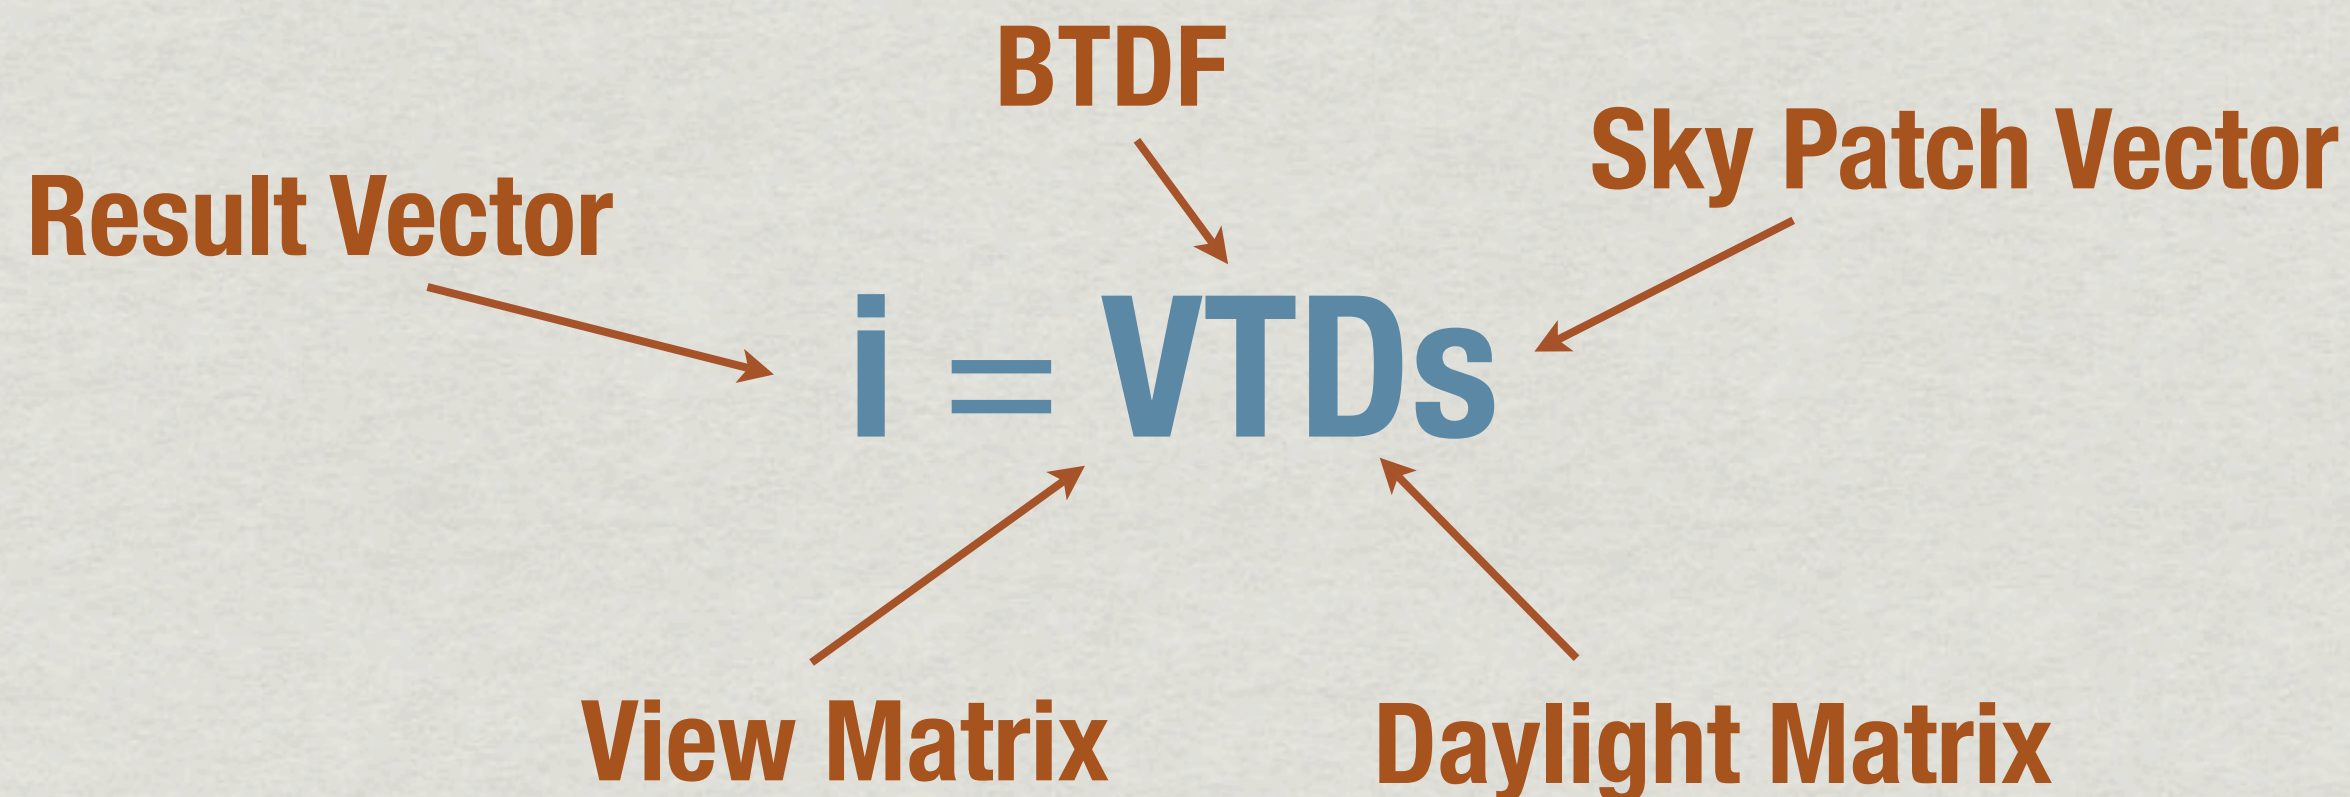 BTDF
Sky Patch Vector
Result Vector
i = VTDs
View Matrix
Daylight Matrix